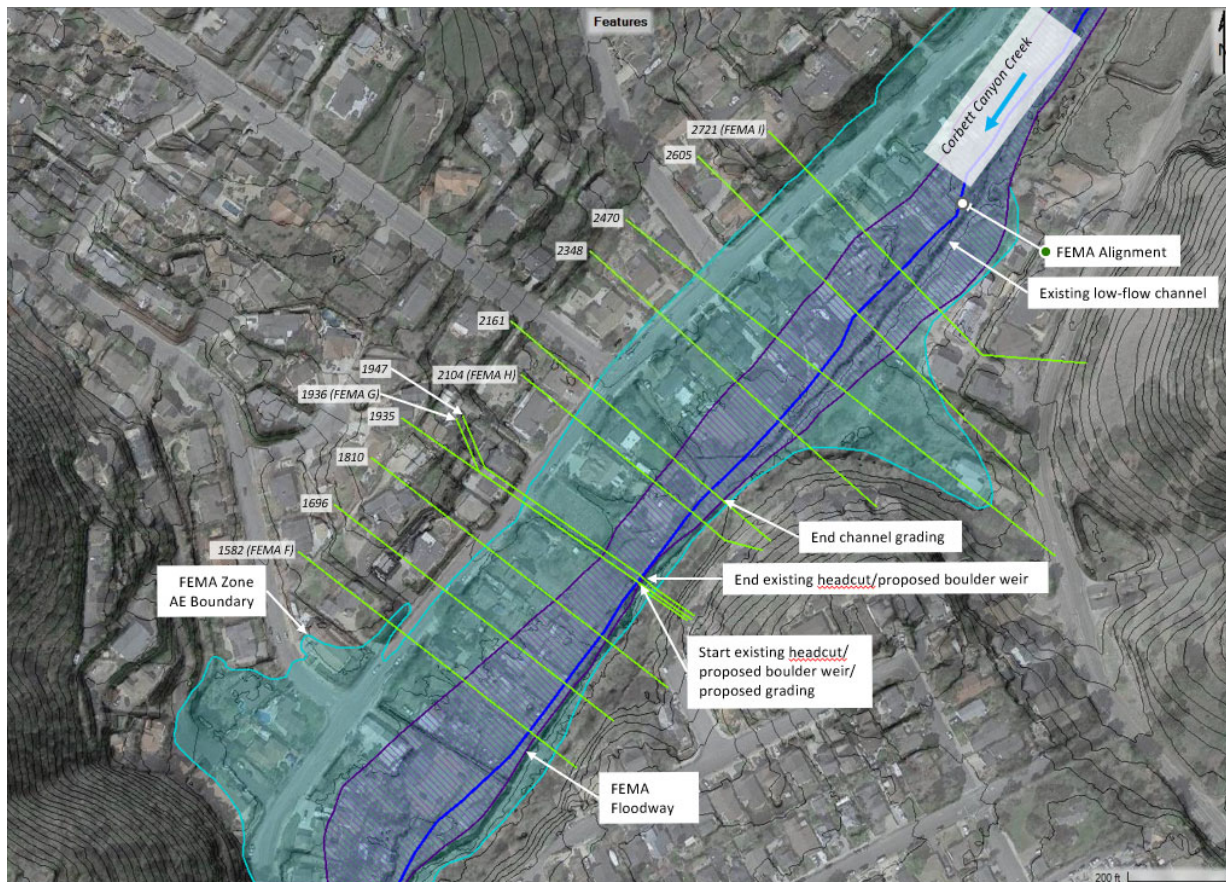 Features
Corbett Canyon Creek
2721 (FEMA I)
2605
2470
2348
FEMA Alignment
Existing low-flow channel
2161
2104 (FEMA H)
1947
1936 (FEMA G)
1935
1810
1696
1582 (FEMA F)
End channel grading
End existing headcut/proposed boulder weir
FEMA Zone
AE Boundary
Start existing headcut/
proposed boulder weir/
proposed grading
FEMA
Floodway
200 ft